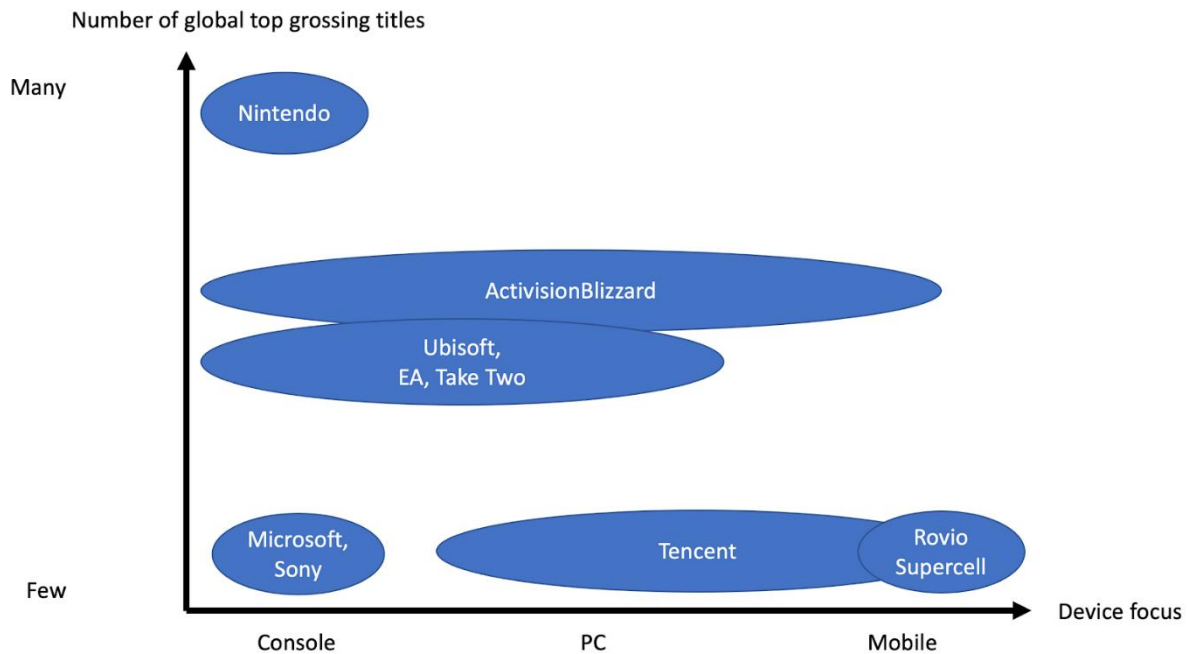 Number of global top grossing titles
Many
Nintendo
ActivisionBlizzard
Ubisoft,
EA, Take Two
Microsoft,
Sony
Tencent
Rovio
Supercell
Few
Device focus
Console
PC
Mobile